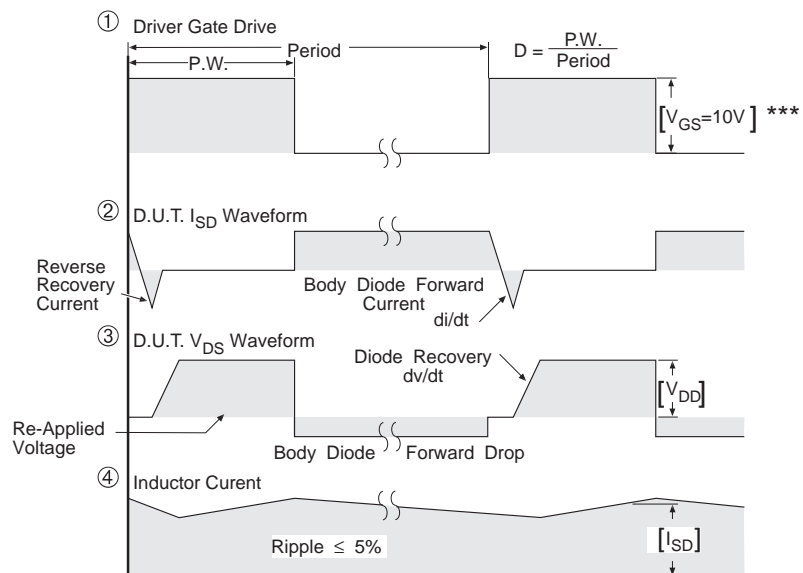 ① Driver Gate Drive
P.W.
Period
D = P.W. / Period
[VGS=10V] ***
② D.U.T. ISD Waveform
Reverse
Recovery
Current
Body Diode Forward
Current
di/dt
③ D.U.T. VDS Waveform
Diode Recovery
dv/dt
[VDD]
Re-Applied
Voltage
Body Diode Forward Drop
④ Inductor Curent
Ripple ≤ 5%
[ISD]